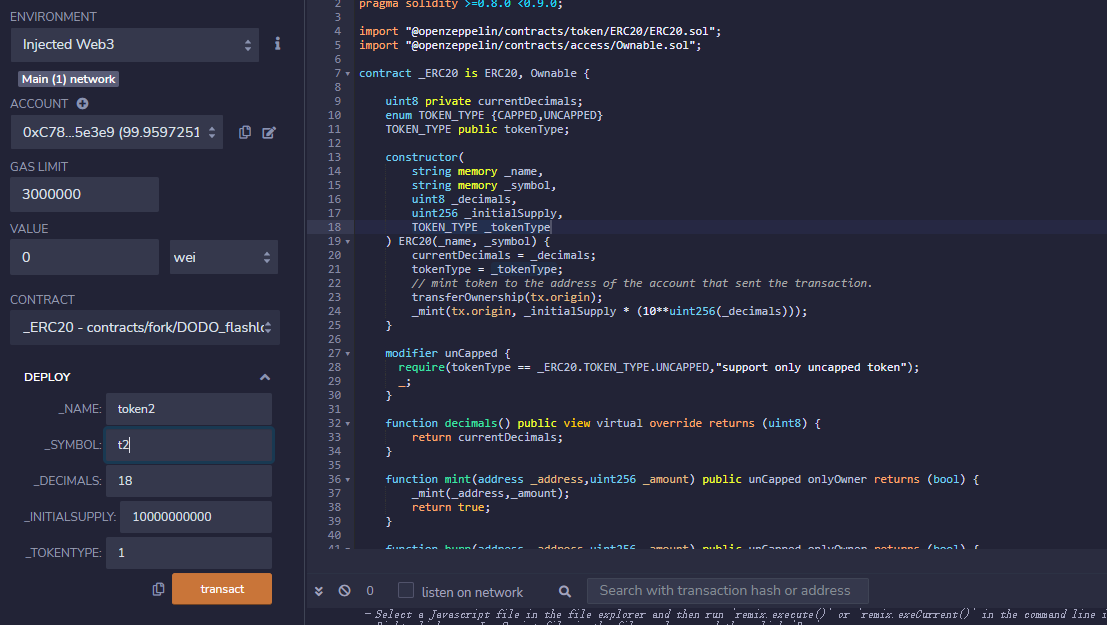 ENVIRONMENT
Injected Web3
Main (1) network
ACCOUNT
0xC78...5e3e9 (99.9597251
GAS LIMIT
3000000
VALUE
0
wei
CONTRACT
_ERC20 - contracts/fork/DODO_flashlo
DEPLOY
_NAME: token2
_SYMBOL: t2
_DECIMALS: 18
_INITIALSUPPLY: 10000000000
_TOKENTYPE: 1
transact
2 pragma solidity >=0.8.0 <0.9.0;
3
4 import "@openzeppelin/contracts/token/ERC20/ERC20.sol";
5 import "@openzeppelin/contracts/access/Ownable.sol";
6
7 contract _ERC20 is ERC20, Ownable {
8
9 uint8 private currentDecimals;
10 enum TOKEN_TYPE {CAPPED,UNCAPPED}
11 TOKEN_TYPE public tokenType;
12
13 constructor(
14 string memory _name,
15 string memory _symbol,
16 uint8 _decimals,
17 uint256 _initialSupply,
18 TOKEN_TYPE _tokenType
19 ) ERC20(_name, _symbol) {
20 currentDecimals = _decimals;
21 tokenType = _tokenType;
22 // mint token to the address of the account that sent the transaction.
23 transferOwnership(tx.origin);
24 _mint(tx.origin, _initialSupply * (10**uint256(_decimals)));
25 }
26
27 modifier unCapped {
28 require(tokenType == _ERC20.TOKEN_TYPE.UNCAPPED,"support only uncapped token");
29 _;
30 }
31
32 function decimals() public view virtual override returns (uint8) {
33 return currentDecimals;
34 }
35
36 function mint(address _address,uint256 _amount) public unCapped onlyOwner returns (bool) {
37 _mint(_address,_amount);
38 return true;
39 }
40
41 function burn(address _address,uint256 _amount) public unCapped onlyOwner returns (bool) {
0
listen on network
Search with transaction hash or address
- Select a Javascript file in the file explorer and then run `remix.execute()` or `remix.exeCurrent()` in the command line i